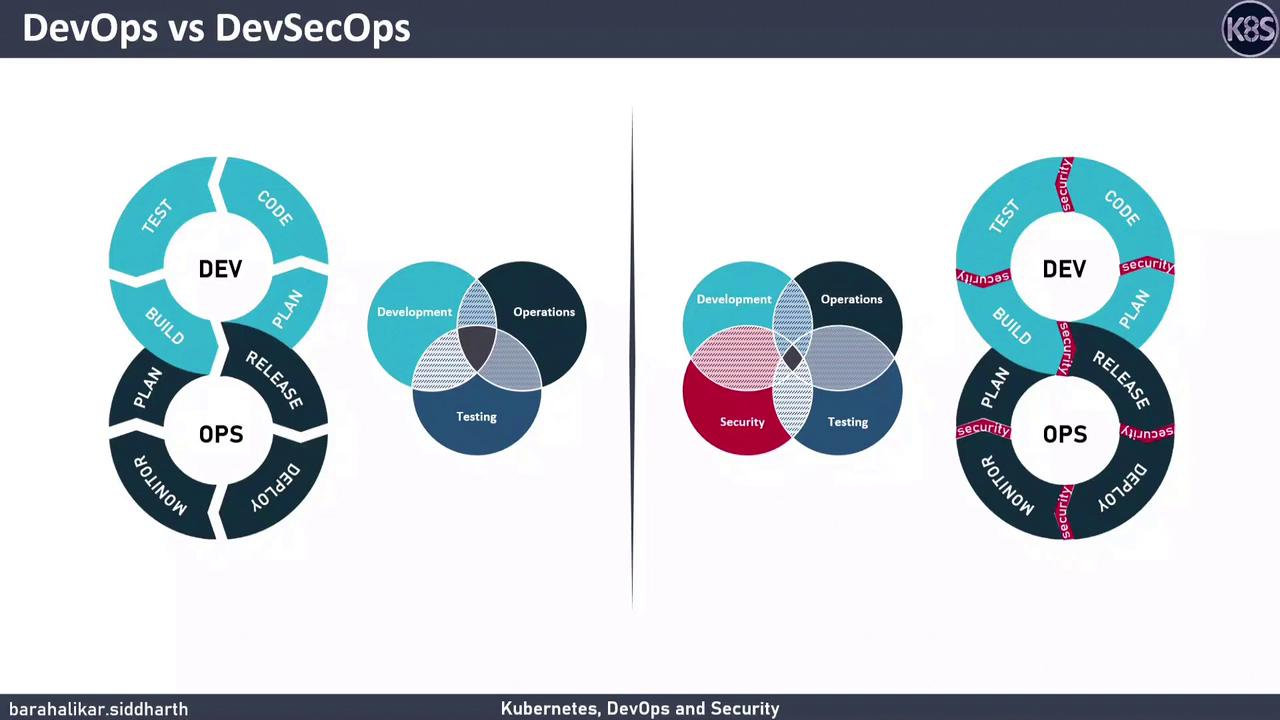 DevOps vs DevSecOps
K8S
TEST
CODE
DEV
BUILD
PLAN
PLAN
RELEASE
OPS
MONITOR
DEPLOY
Development
Operations
Testing
Development
Operations
Security
Testing
security
TEST
CODE
DEV
security
security
BUILD
PLAN
security
PLAN
RELEASE
OPS
security
security
MONITOR
DEPLOY
security
barahalikar.siddharth
Kubernetes, DevOps and Security